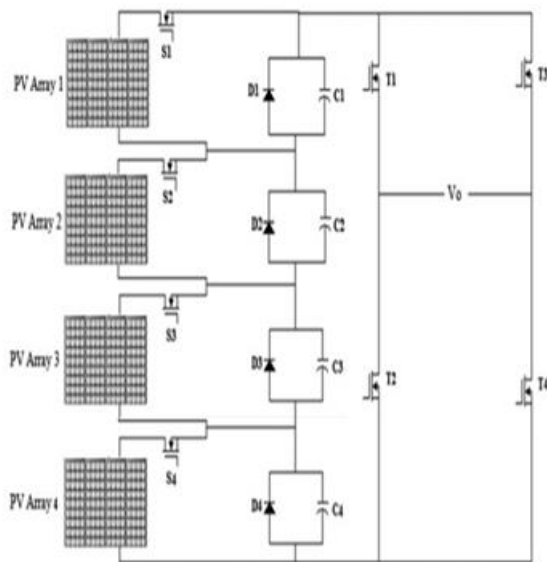 S1
PV Array 1
D1
C1
T1
T3
S2
PV Array 2
D2
C2
Vo
S3
PV Array 3
D3
C3
T2
T4
S4
PV Array 4
D4
C4